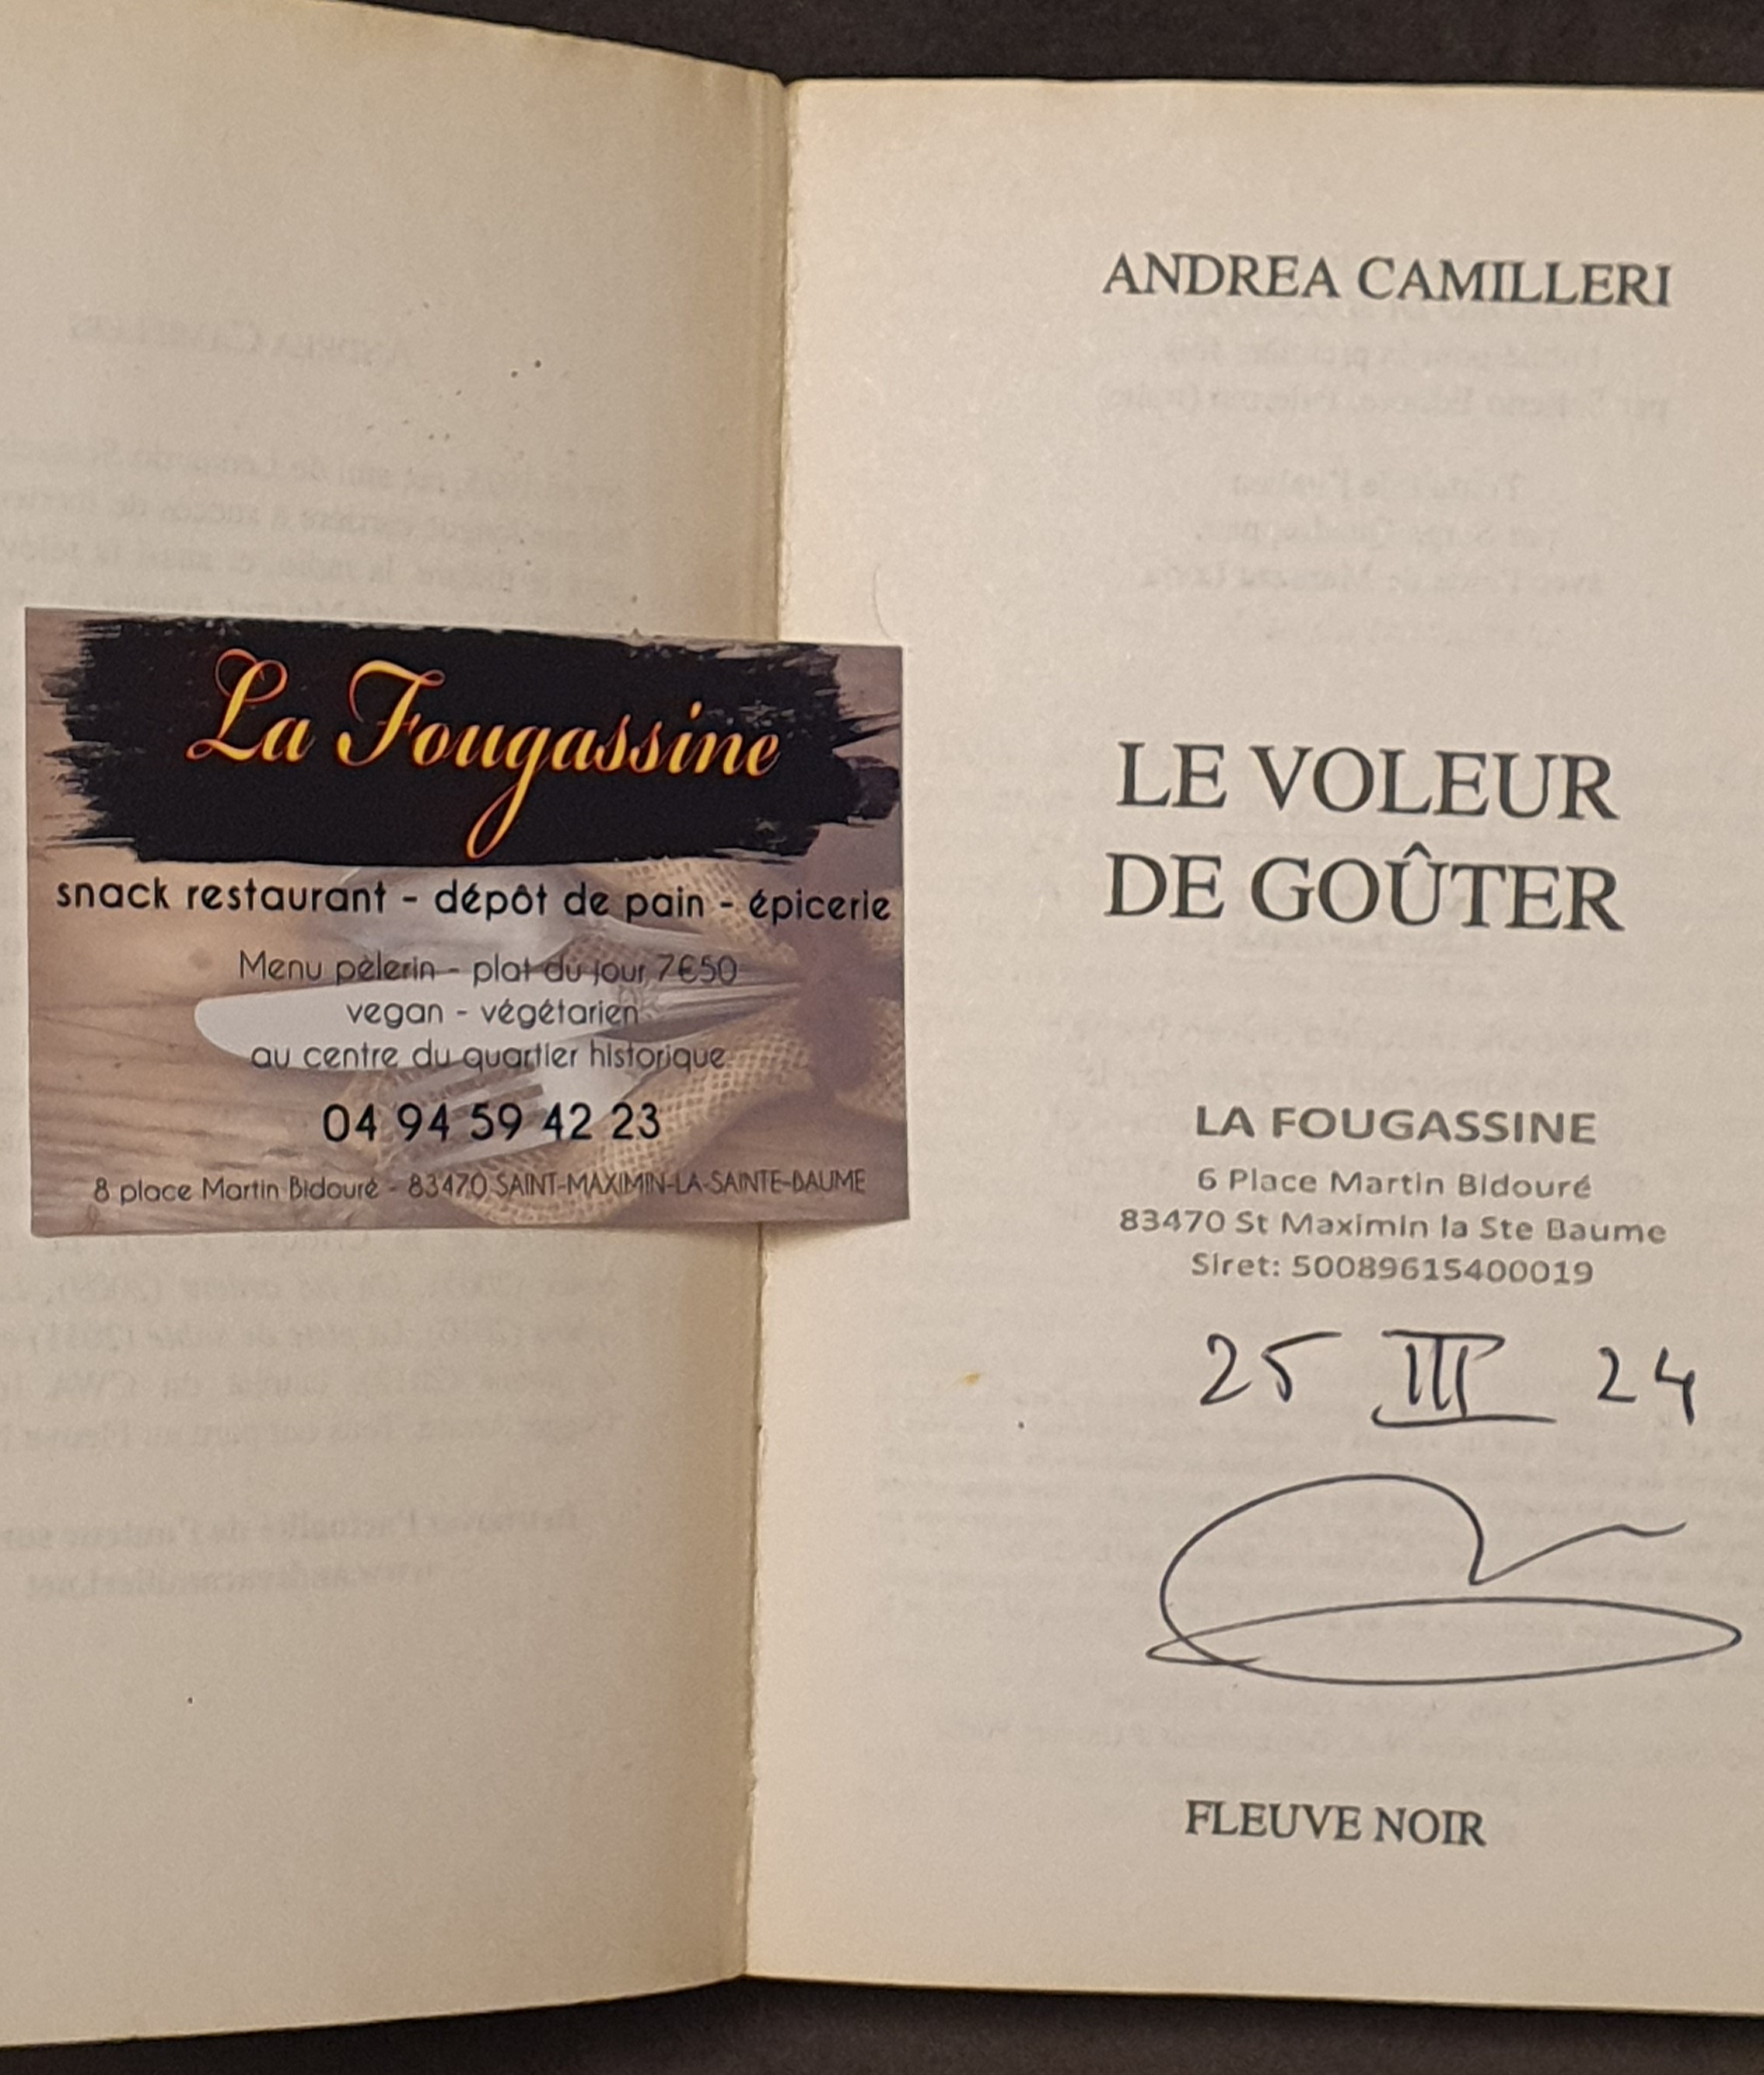 La Fougassine
snack restaurant - dépôt de pain - épicerie
Menu pèlerin - plat du jour 7€50
vegan - végétarien
au centre du quartier historique
04 94 59 42 23
8 place Martin Bidouré - 83470 SAINT-MAXIMIN-LA-SAINTE-BAUME
ANDREA CAMILLERI
LE VOLEUR
DE GOÛTER
LA FOUGASSINE
6 Place Martin Bidouré
83470 St Maximin la Ste Baume
Siret: 50089615400019
25 III 24
FLEUVE NOIR